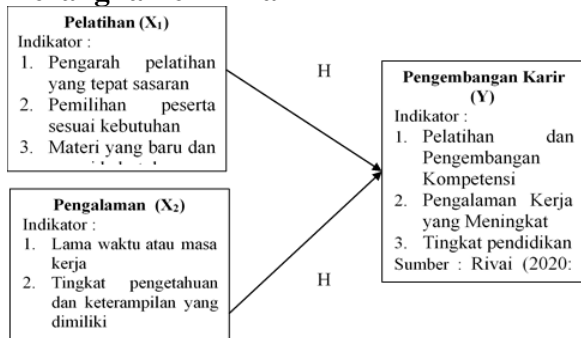 Pelatihan (X₁)
Indikator :
1. Pengarah pelatihan
yang tepat sasaran
2. Pemilihan peserta
sesuai kebutuhan
3. Materi yang baru dan
H
Pengalaman (X₂)
Indikator :
1. Lama waktu atau masa
kerja
2. Tingkat pengetahuan
dan keterampilan yang
dimiliki
H
Pengembangan Karir
(Y)
Indikator :
1. Pelatihan dan
Pengembangan
Kompetensi
2. Pengalaman Kerja
yang Meningkat
3. Tingkat pendidikan
Sumber : Rivai (2020: